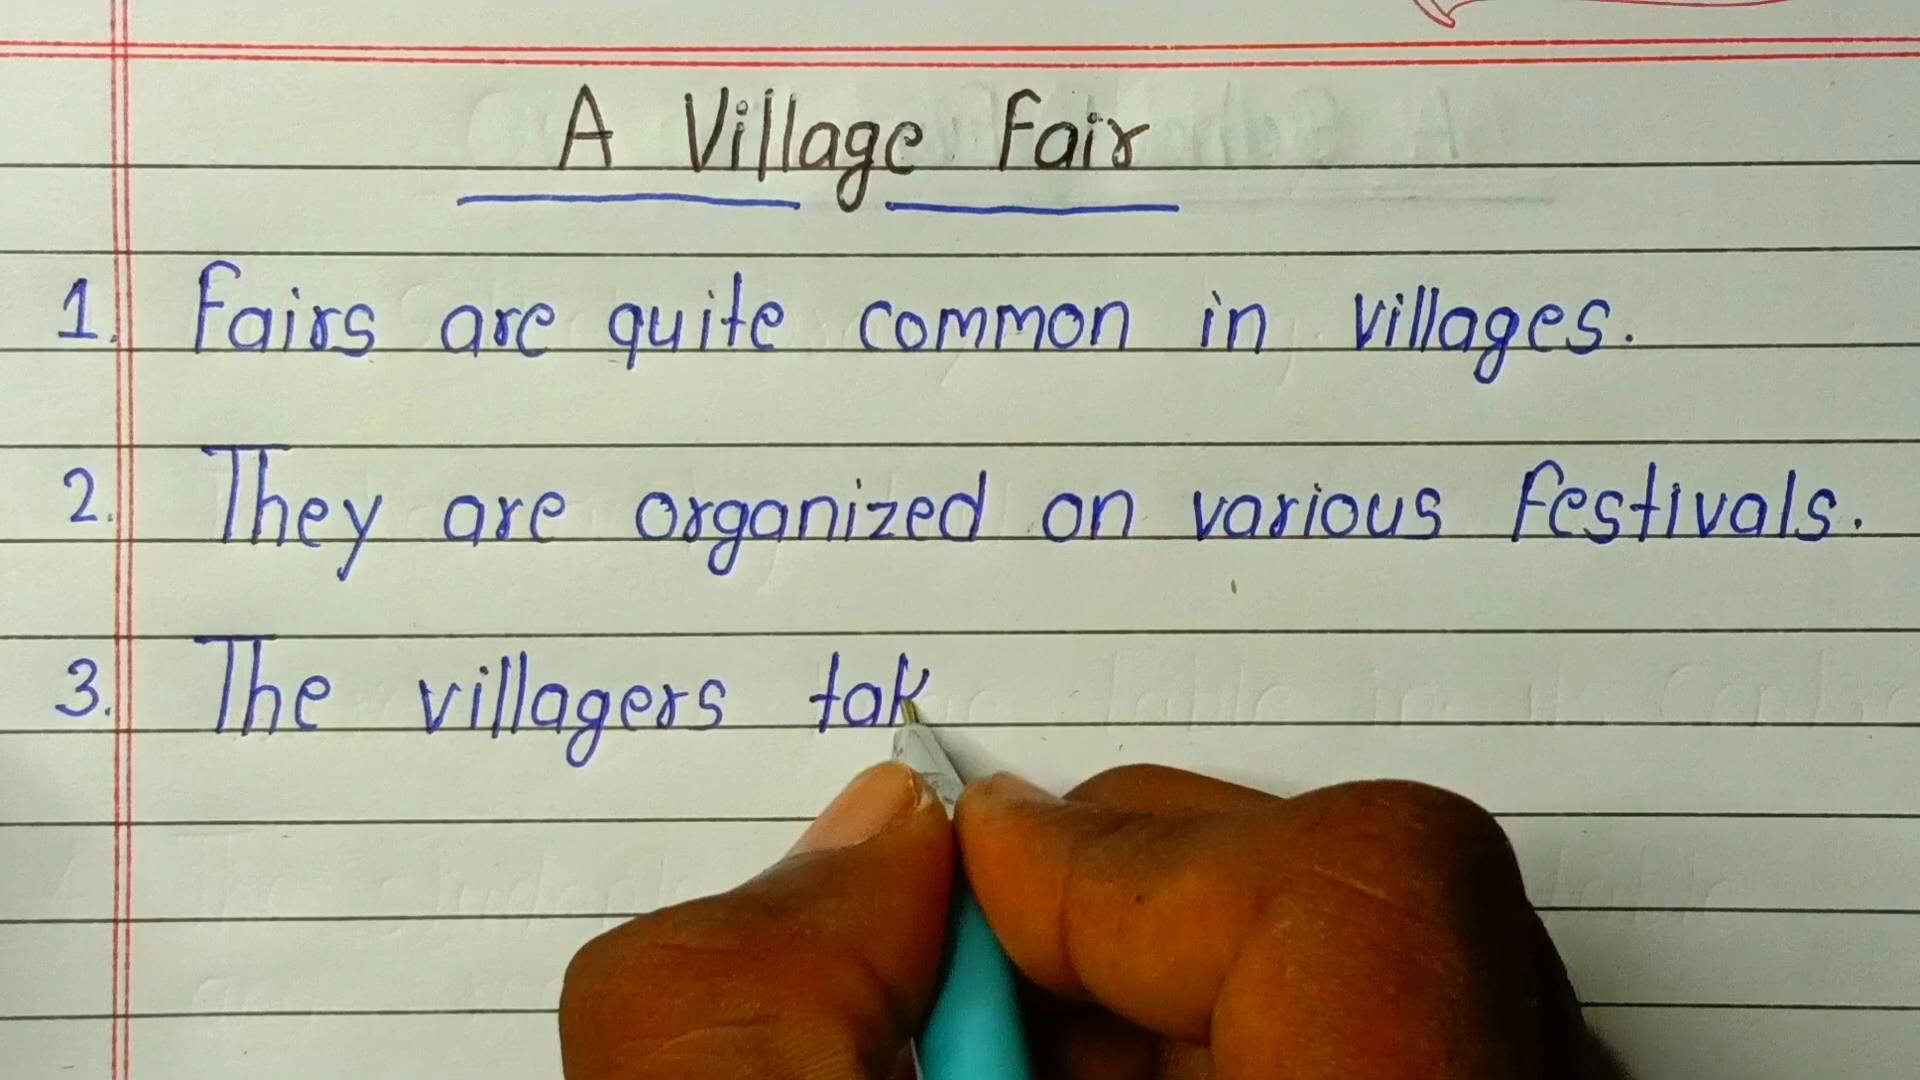 A Village Fair
1. Fairs are quite common in villages.
2. They are organized on various festivals.
3. The villagers tak